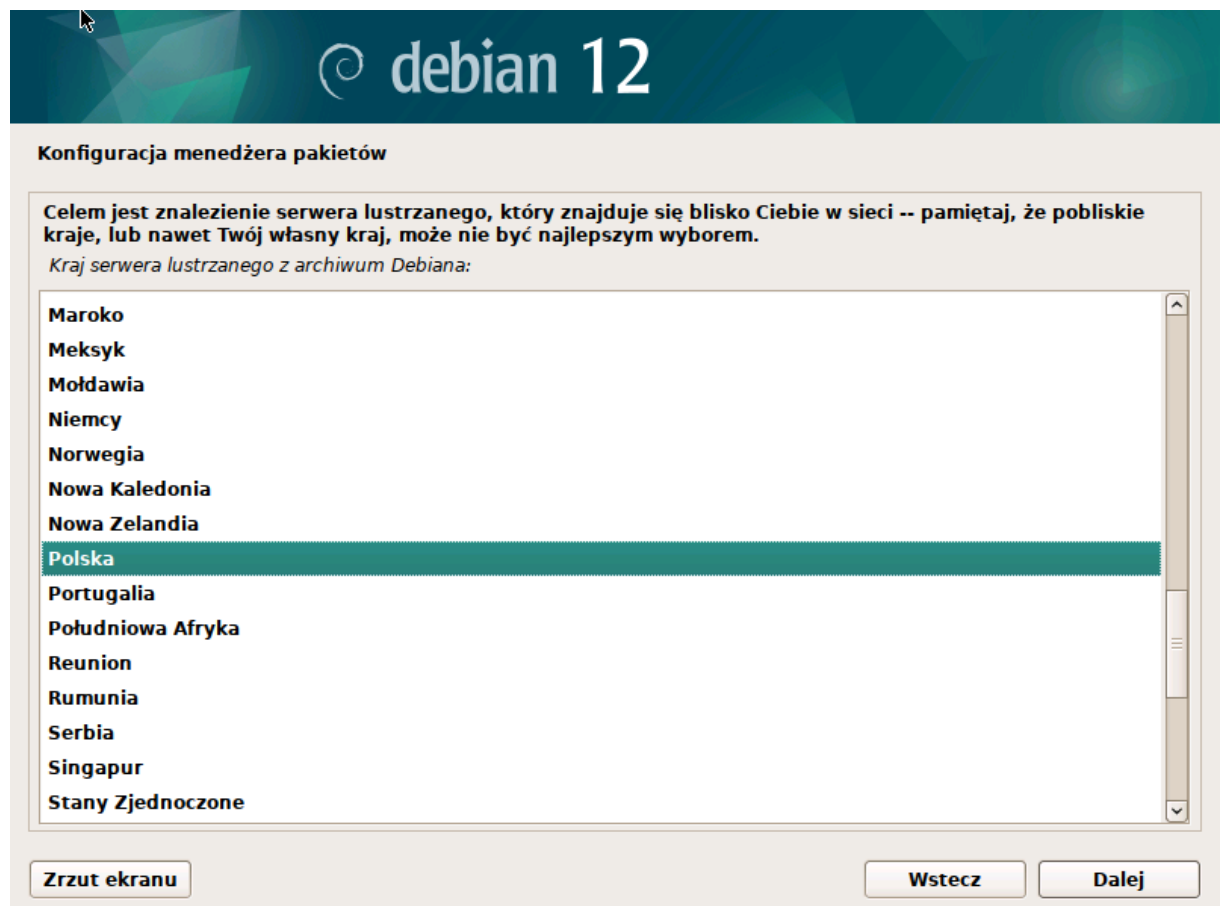 debian 12
Konfiguracja menedżera pakietów
Celem jest znalezienie serwera lustrzanego, który znajduje się blisko Ciebie w sieci -- pamiętaj, że pobliskie
kraje, lub nawet Twój własny kraj, może nie być najlepszym wyborem.
Kraj serwera lustrzanego z archiwum Debiana:
Maroko
Meksyk
Mołdawia
Niemcy
Norwegia
Nowa Kaledonia
Nowa Zelandia
Polska
Portugalia
Południowa Afryka
Reunion
Rumunia
Serbia
Singapur
Stany Zjednoczone
Zrzut ekranu
Wstecz
Dalej